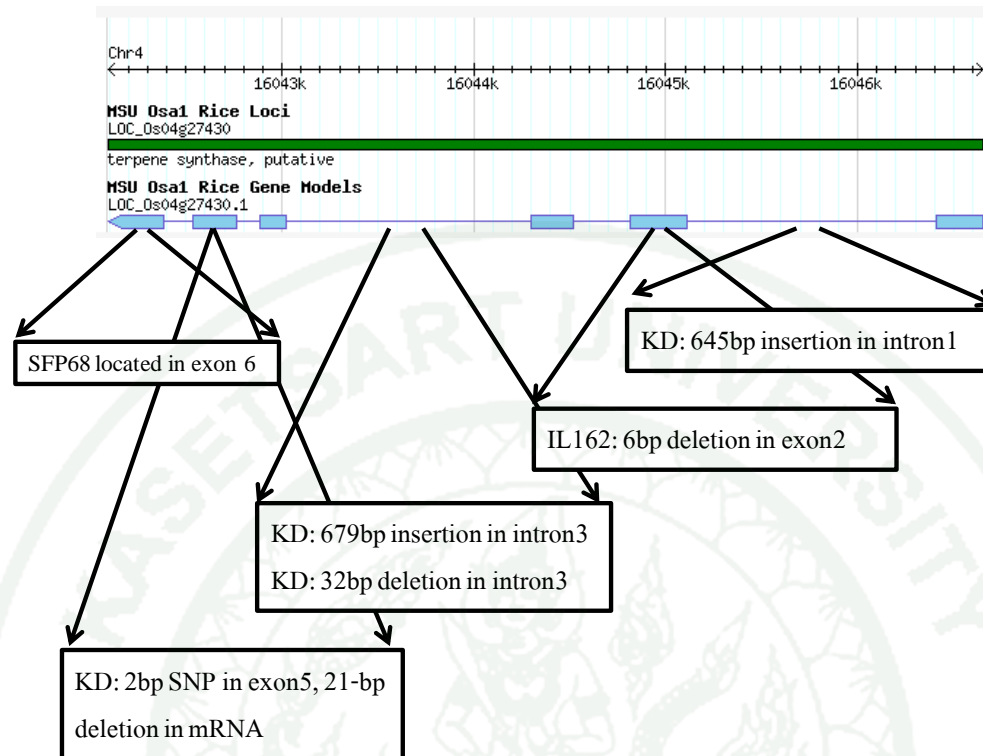 Chr4
16043k 16044k 16045k 16046k
MSU Osa1 Rice Loci
LOC_Os04g27430
terpene synthase, putative
MSU Osa1 Rice Gene Models
LOC_Os04g27430.1
KD: 645bp insertion in intron1
SFP68 located in exon 6
IL162: 6bp deletion in exon2
KD: 679bp insertion in intron3
KD: 32bp deletion in intron3
KD: 2bp SNP in exon5, 21-bp
deletion in mRNA
KASETSART UNIVERSITY